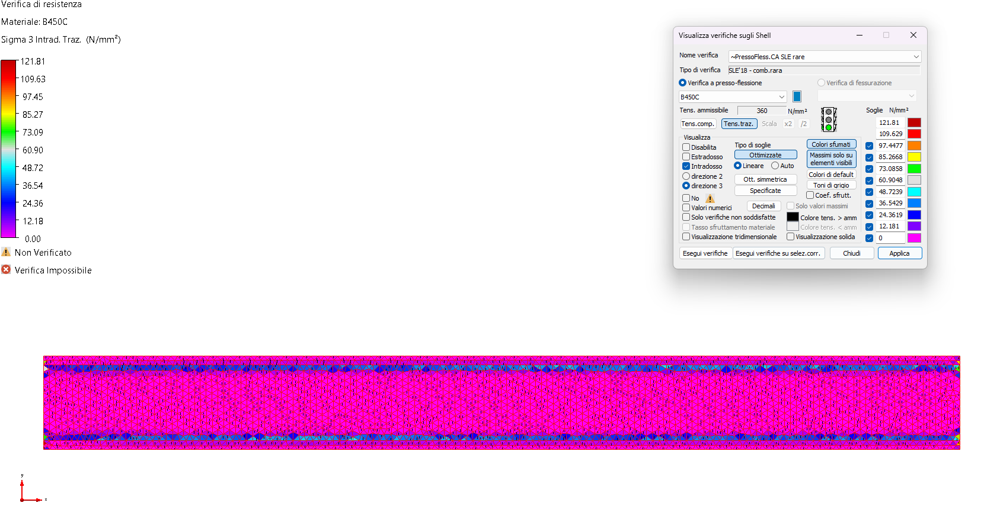 Verifica di resistenza
Materiale: B450C
Sigma 3 Intrad. Traz. (N/mm²)
121.81
109.63
97.45
85.27
73.09
60.90
48.72
36.54
24.36
12.18
0.00
Non Verificato
Verifica Impossibile
Visualizza verifiche sugli Shell
Nome verifica ~PressoFless.CA SLE rare
Tipo di verifica SLE'18 - comb.rara
Verifica a presso-flessione Verifica di fessurazione
B450C
Tens. ammissibile 360 N/mm² Soglie N/mm²
Tens.comp. Tens.traz. Scala x2 /2
121.81
109.629
97.4477
85.2668
73.0858
60.9048
48.7239
36.5429
24.3619
12.181
0
Visualizza
Disabilita
Estradosso
Intradosso
direzione 2
direzione 3
No
Valori numerici
Solo verifiche non soddisfatte
Tasso sfruttamento materiale
Visualizzazione tridimensionale
Tipo di soglie
Ottimizzate
Lineare Auto
Ott. simmetrica
Specificate
Decimali
Colori sfumati
Massimi solo su
elementi visibili
Colori di default
Toni di grigio
Coef. sfrutt.
Solo valori massimi
Colore tens. > amm
Colore tens. < amm
Visualizzazione solida
Esegui verifiche Esegui verifiche su selez.corr. Chiudi Applica
y
x